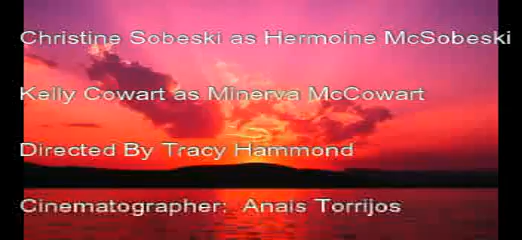 Christine Sobeski as Hermoine McSobeski
Kelly Cowart as Minerva McCowart
Directed By Tracy Hammond
Cinematographer: Anais Torrijos